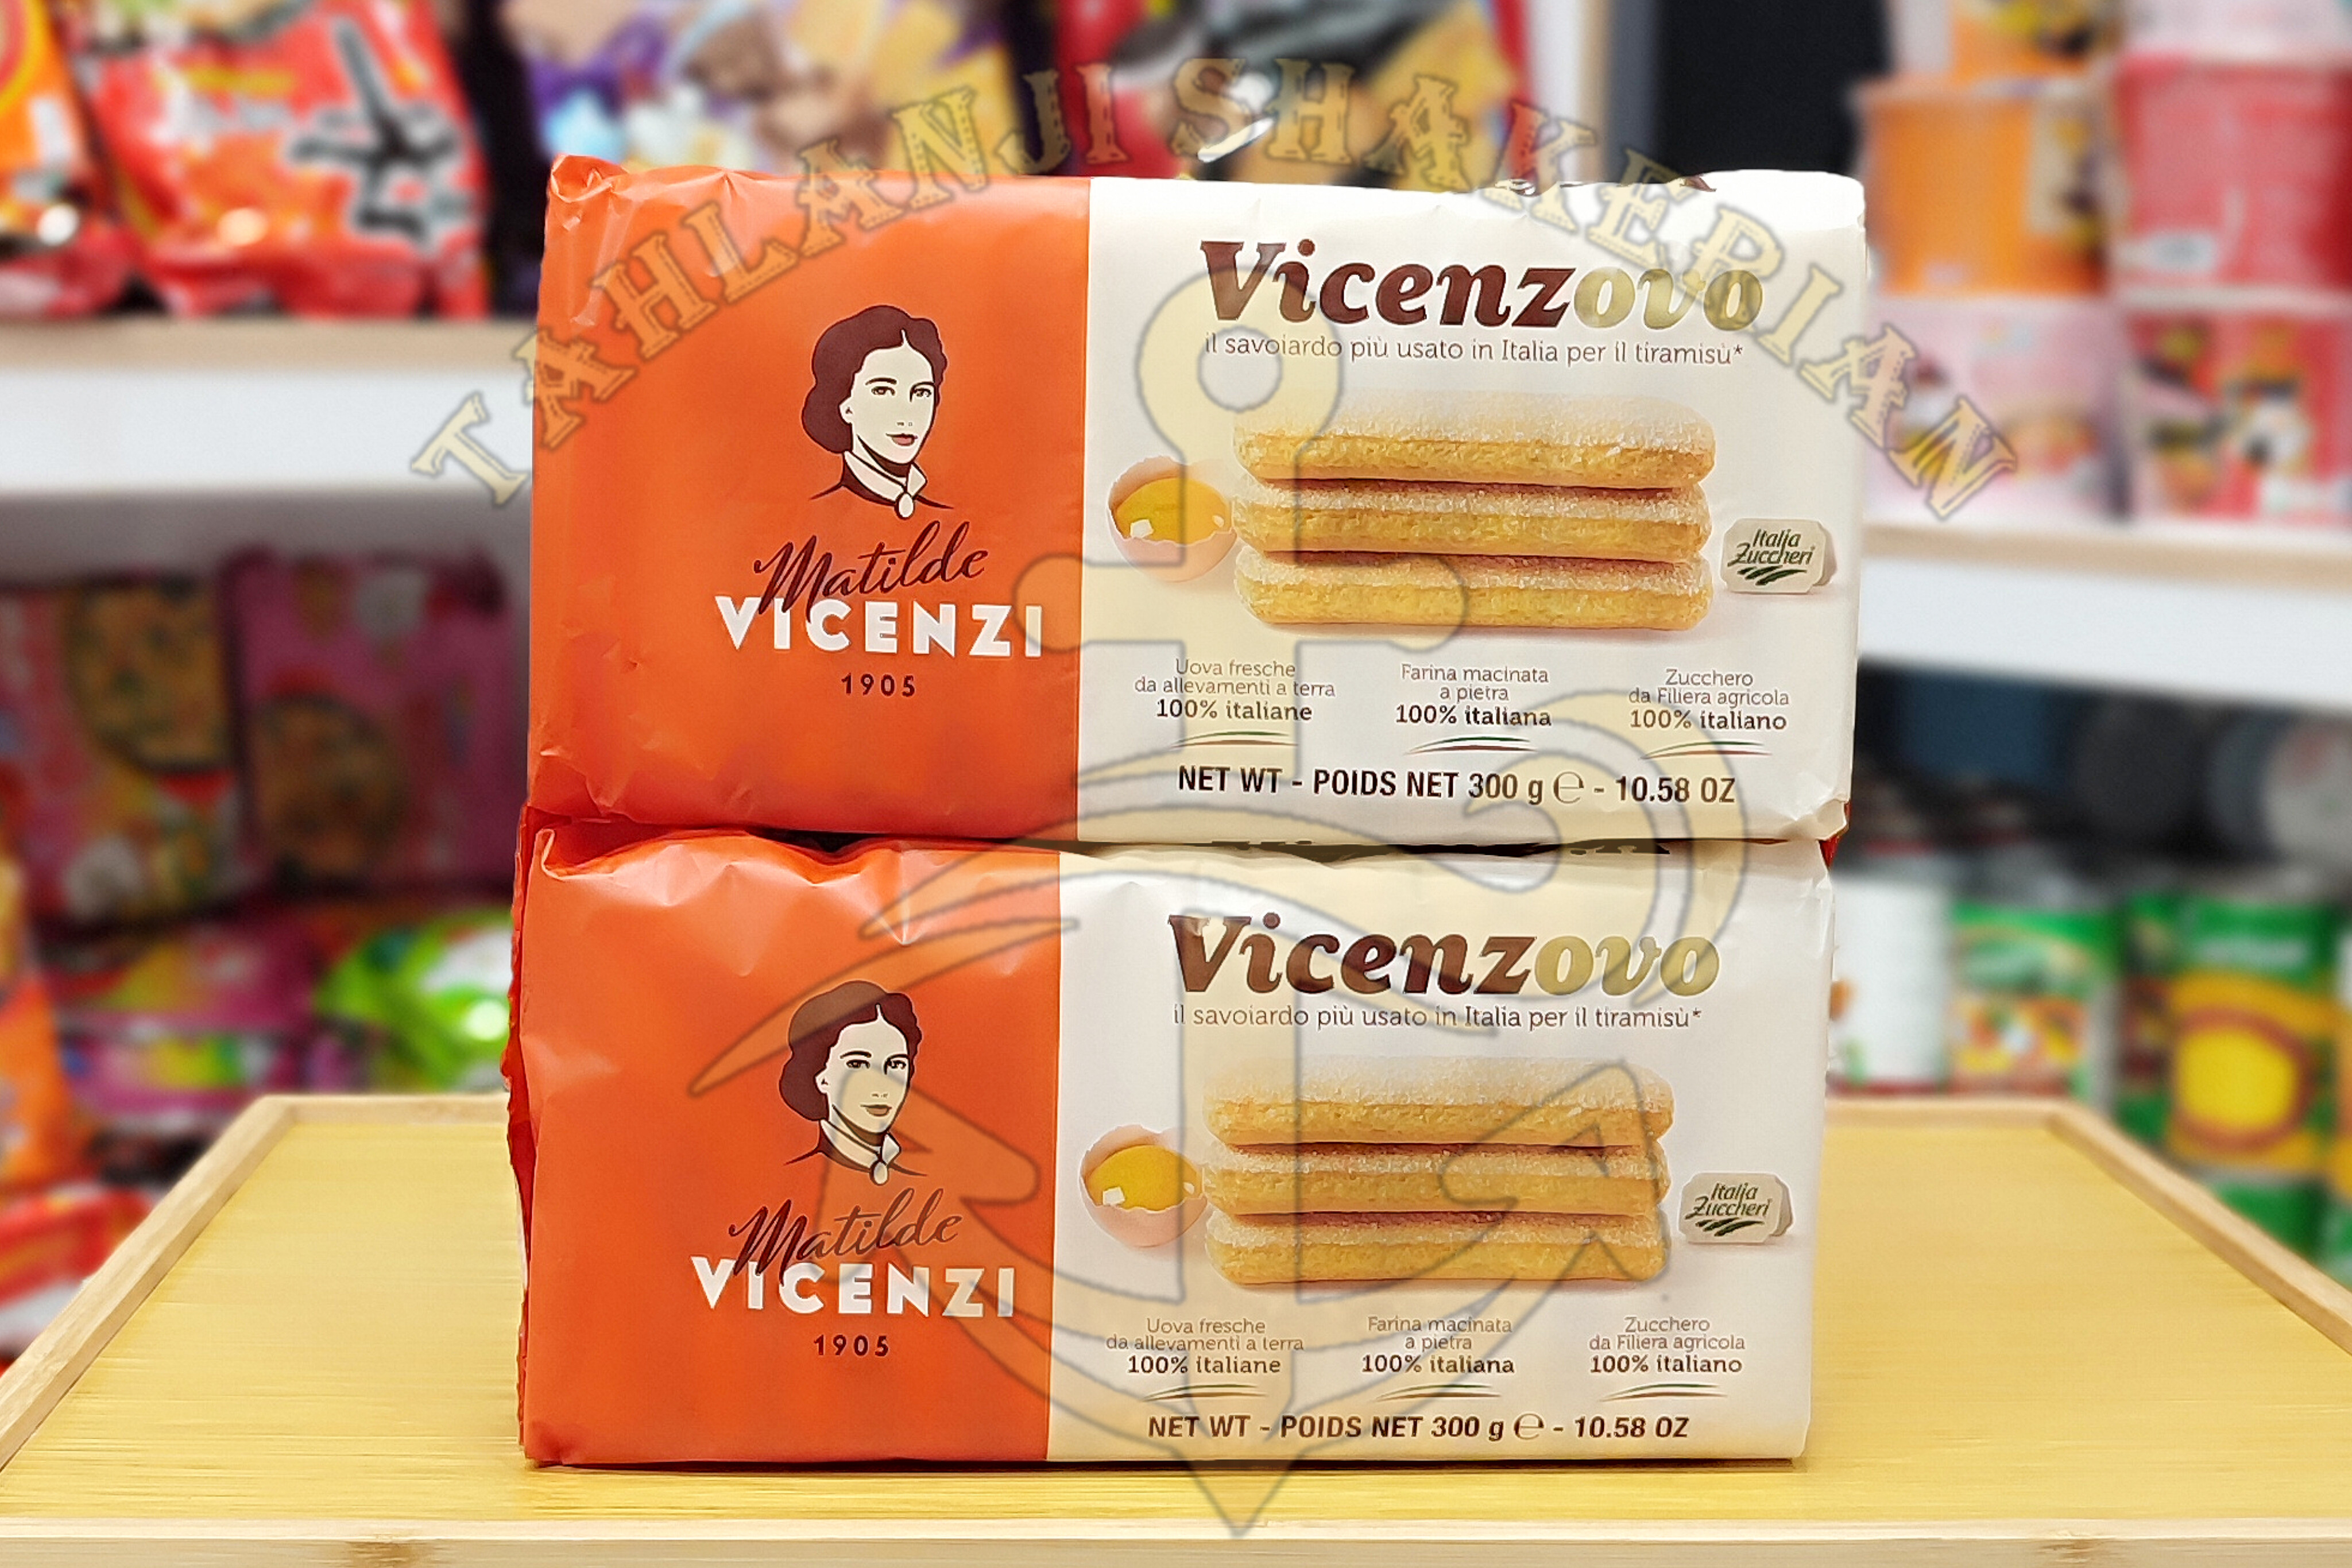 TAHLANJI SHAKERIAN
Matilde
VICENZI
1905
Vicenzovo
il savoiardo più usato in Italia per il tiramisù*
Italia
Zuccheri
Uova fresche
da allevamenti a terra
100% italiane
Farina macinata
a pietra
100% italiana
Zucchero
da Filiera agricola
100% italiano
NET WT - POIDS NET 300 g ℮ - 10.58 OZ
Matilde
VICENZI
1905
Vicenzovo
il savoiardo più usato in Italia per il tiramisù*
Italia
Zuccheri
Uova fresche
da allevamenti a terra
100% italiane
Farina macinata
a pietra
100% italiana
Zucchero
da Filiera agricola
100% italiano
NET WT - POIDS NET 300 g ℮ - 10.58 OZ